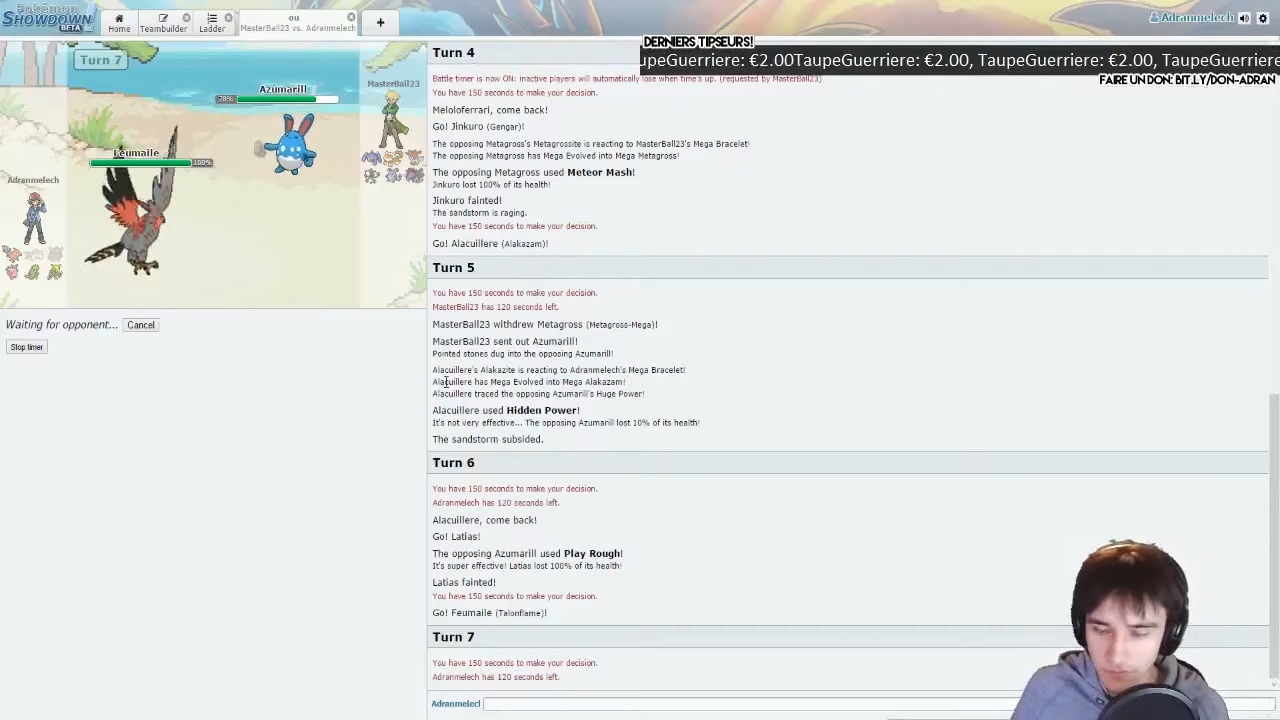 Pokémon
SHOWDOWN
BETA
Home
Teambuilder
Ladder
ou
MasterBall23 vs. Adranmelech
+
Adranmelech
DERNIERS TIPSEURS!
upeGuerriere: €2.00TaupeGuerriere: €2.00, TaupeGuerriere: €2.00, TaupeGuerriere
FAIRE UN DON: BIT.LY/DON-ADRAN
Turn 7
Azumarill
78%
MasterBall23
Feumaile
100%
Adranmelech
Waiting for opponent... Cancel
Stop timer
Turn 4
Battle timer is now ON: inactive players will automatically lose when time's up. (requested by MasterBall23)
You have 150 seconds to make your decision.
Meloloferrari, come back!
Go! Jinkuro (Gengar)!
The opposing Metagross's Metagrossite is reacting to MasterBall23's Mega Bracelet!
The opposing Metagross has Mega Evolved into Mega Metagross!
The opposing Metagross used Meteor Mash!
Jinkuro lost 100% of its health!
Jinkuro fainted!
The sandstorm is raging.
You have 150 seconds to make your decision.
Go! Alacuillere (Alakazam)!
Turn 5
You have 150 seconds to make your decision.
MasterBall23 has 120 seconds left.
MasterBall23 withdrew Metagross (Metagross-Mega)!
MasterBall23 sent out Azumarill!
Pointed stones dug into the opposing Azumarill!
Alacuillere's Alakazite is reacting to Adranmelech's Mega Bracelet!
Alacuillere has Mega Evolved into Mega Alakazam!
Alacuillere traced the opposing Azumarill's Huge Power!
Alacuillere used Hidden Power!
It's not very effective... The opposing Azumarill lost 10% of its health!
The sandstorm subsided.
Turn 6
You have 150 seconds to make your decision.
Adranmelech has 120 seconds left.
Alacuillere, come back!
Go! Latias!
The opposing Azumarill used Play Rough!
It's super effective! Latias lost 100% of its health!
Latias fainted!
You have 150 seconds to make your decision.
Go! Feumaile (Talonflame)!
Turn 7
You have 150 seconds to make your decision.
Adranmelech has 120 seconds left.
Adranmelecl